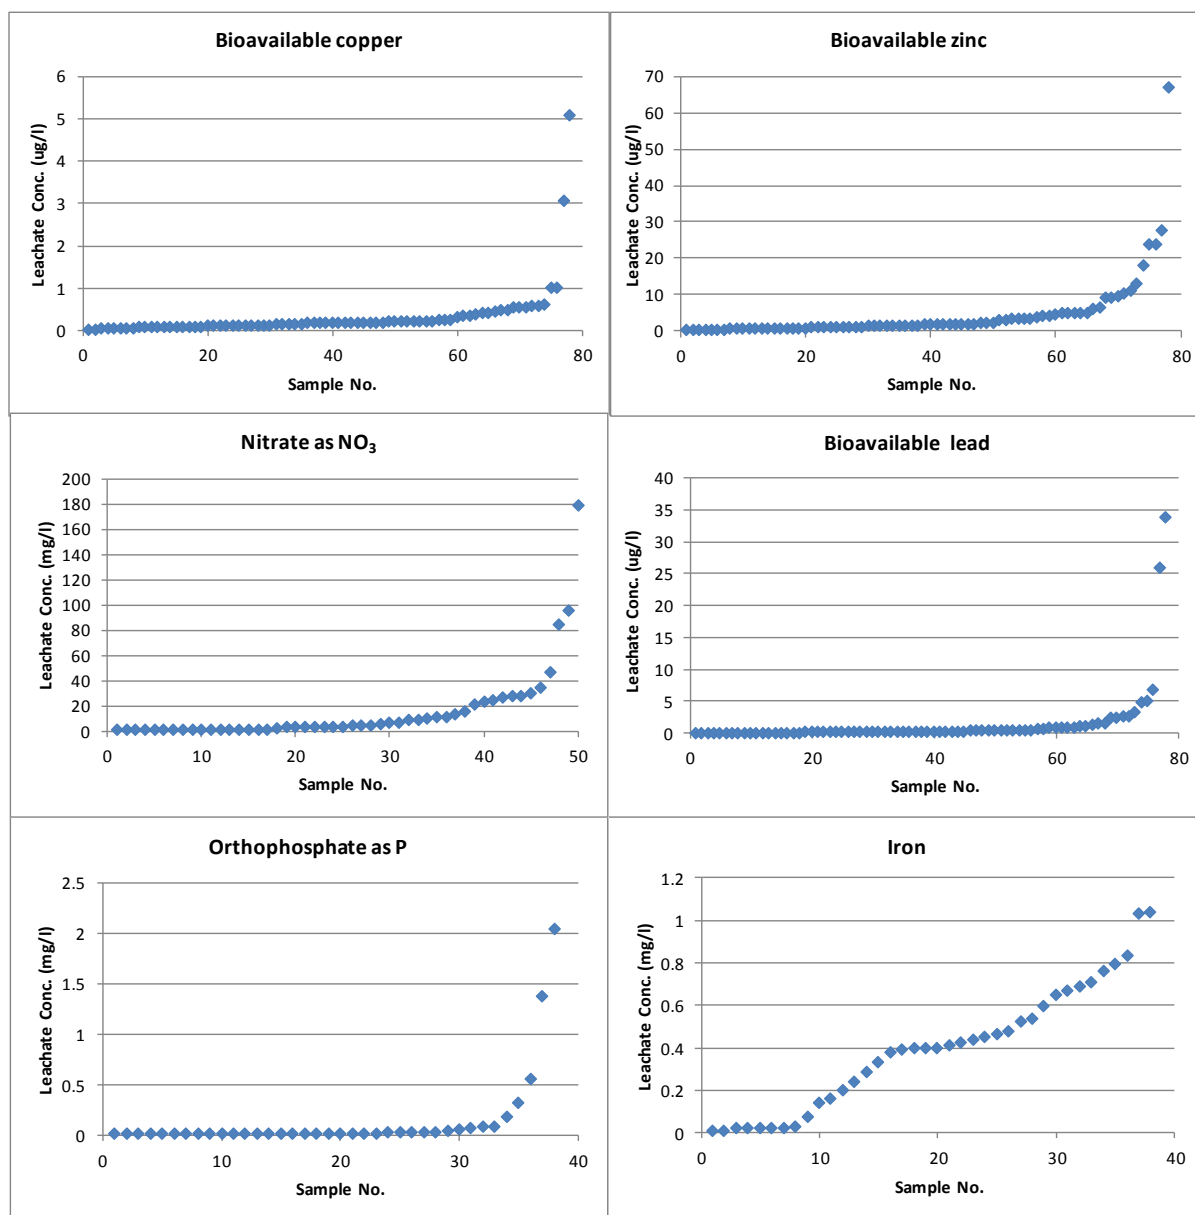 Bioavailable copper
Leachate Conc. (ug/l)
6
5
4
3
2
1
0
0 20 40 60 80
Sample No.
Bioavailable zinc
Leachate Conc. (ug/l)
70
60
50
40
30
20
10
0
0 20 40 60 80
Sample No.
Nitrate as NO₃
Leachate Conc. (mg/l)
200
180
160
140
120
100
80
60
40
20
0
0 10 20 30 40 50
Sample No.
Bioavailable lead
Leachate Conc. (ug/l)
40
35
30
25
20
15
10
5
0
0 20 40 60 80
Sample No.
Orthophosphate as P
Leachate Conc. (mg/l)
2.5
2
1.5
1
0.5
0
0 10 20 30 40
Sample No.
Iron
Leachate Conc. (mg/l)
1.2
1
0.8
0.6
0.4
0.2
0
0 10 20 30 40
Sample No.